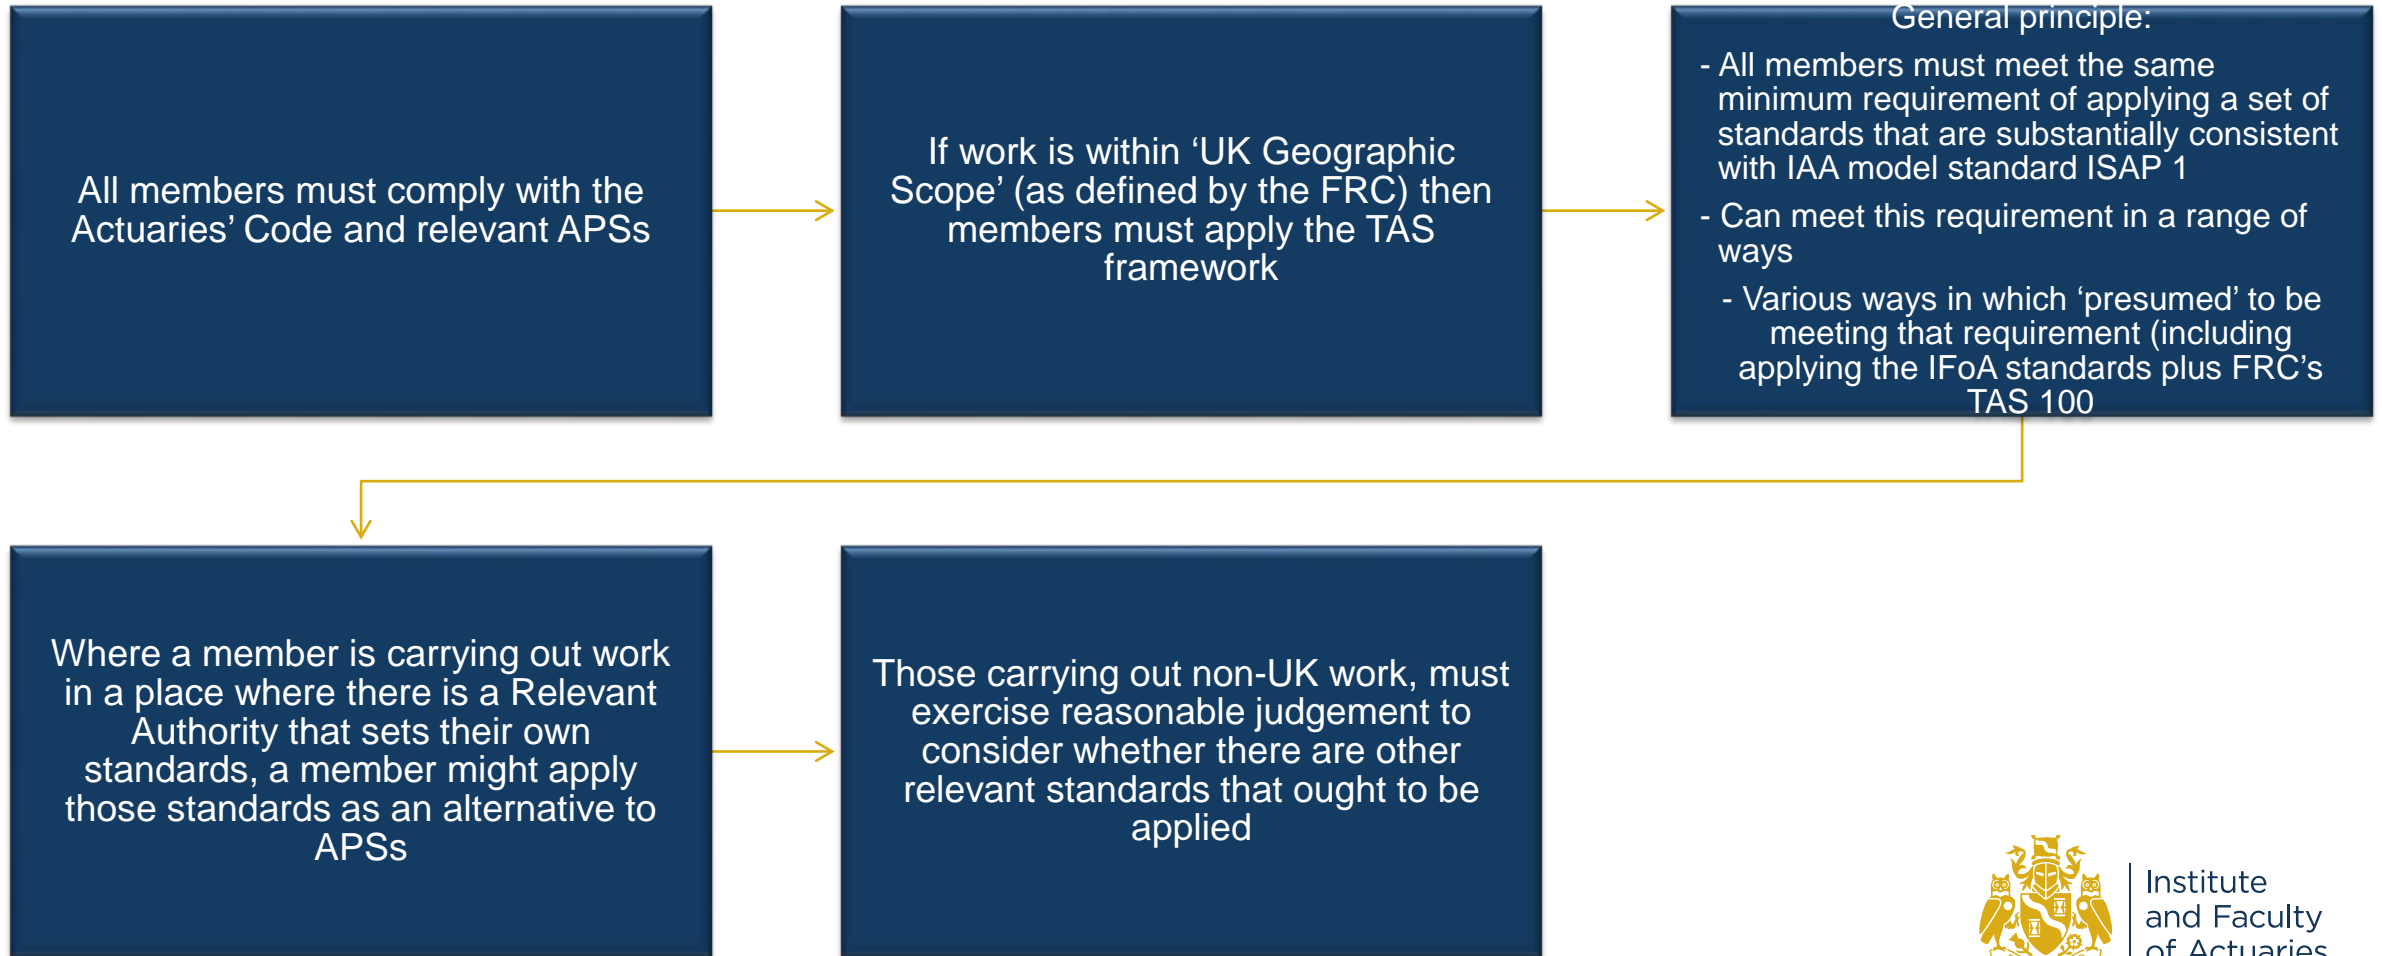 All members must comply with the
Actuaries’ Code and relevant APSs
If work is within ‘UK Geographic
Scope’ (as defined by the FRC) then
members must apply the TAS
framework
General principle:
- All members must meet the same
minimum requirement of applying a set of
standards that are substantially consistent
with IAA model standard ISAP 1
- Can meet this requirement in a range of
ways
- Various ways in which ‘presumed’ to be
meeting that requirement (including
applying the IFoA standards plus FRC’s
TAS 100
Where a member is carrying out work
in a place where there is a Relevant
Authority that sets their own
standards, a member might apply
those standards as an alternative to
APSs
Those carrying out non-UK work, must
exercise reasonable judgement to
consider whether there are other
relevant standards that ought to be
applied
Institute
and Faculty
of Actuaries